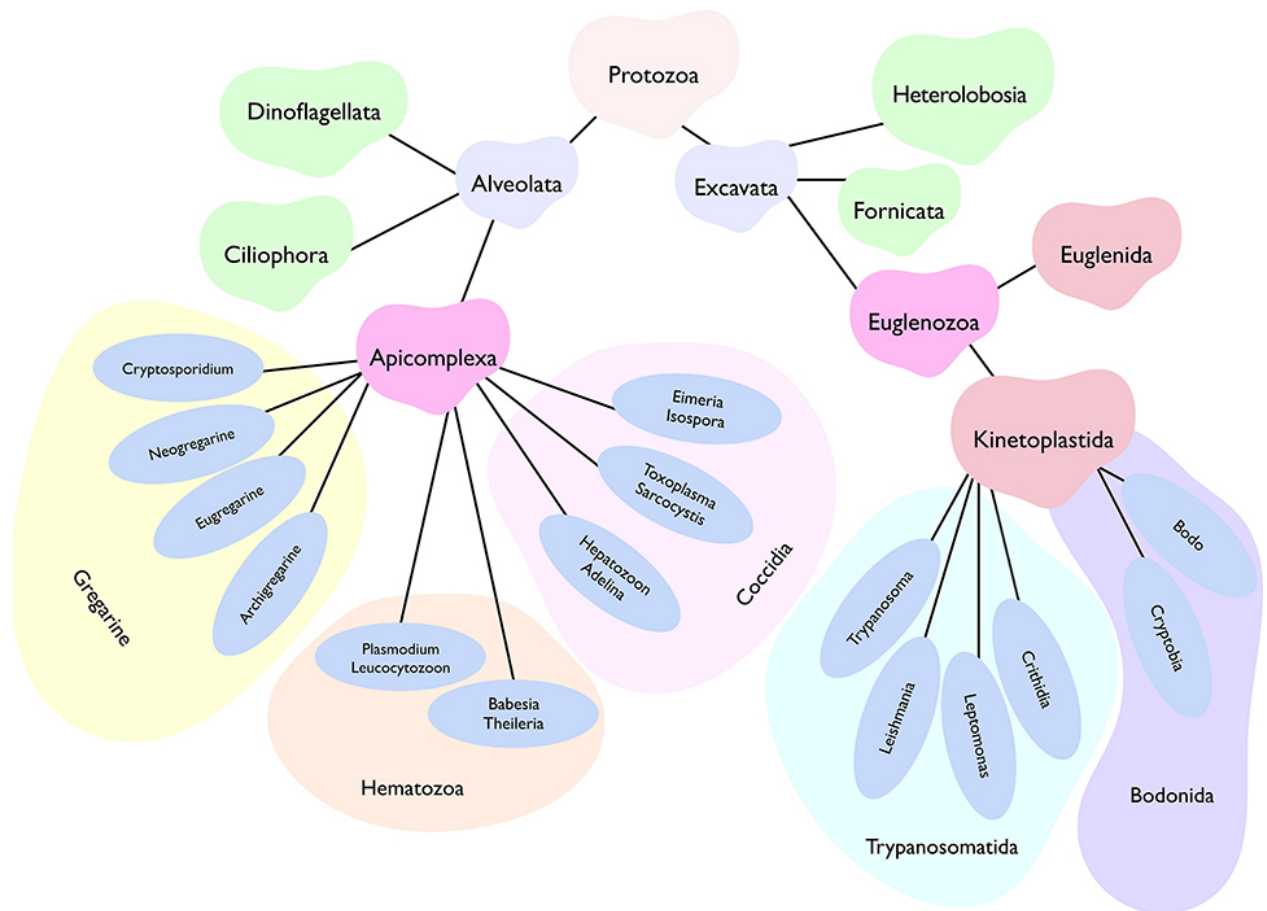 Protozoa
Dinoflagellata
Heterolobosia
Alveolata
Excavata
Fornicata
Ciliophora
Euglenida
Euglenozoa
Apicomplexa
Cryptosporidium
Neogregarine
Eugregarine
Archigregarine
Gregarine
Eimeria
Isospora
Toxoplasma
Sarcocystis
Hepatozoon
Adelina
Coccidia
Plasmodium
Leucocytozoon
Babesia
Theileria
Hematozoa
Kinetoplastida
Trypanosoma
Leishmania
Leptomonas
Crithidia
Trypanosomatida
Bodo
Cryptobia
Bodonida